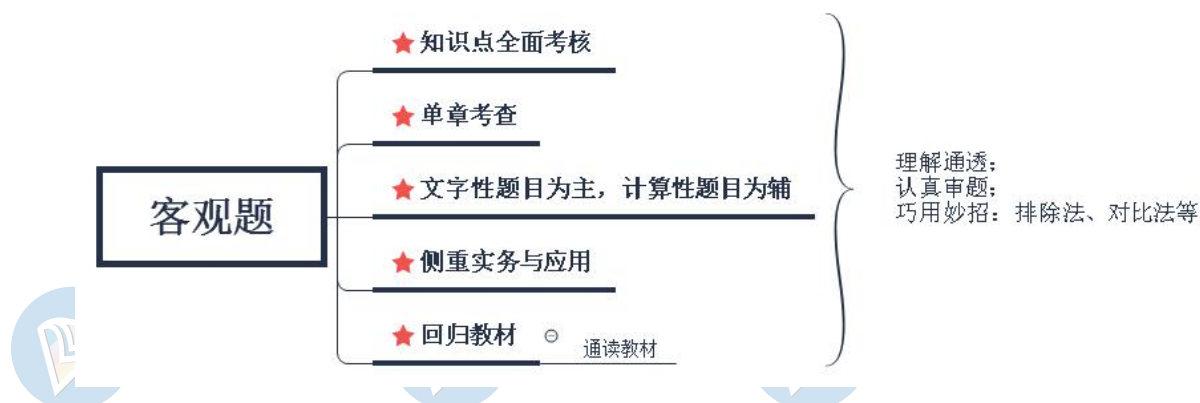 客观题
知识点全面考核
单章考查
文字性题目为主，计算性题目为辅
侧重实务与应用
回归教材
通读教材
理解通透；
认真审题；
巧用妙招：排除法、对比法等